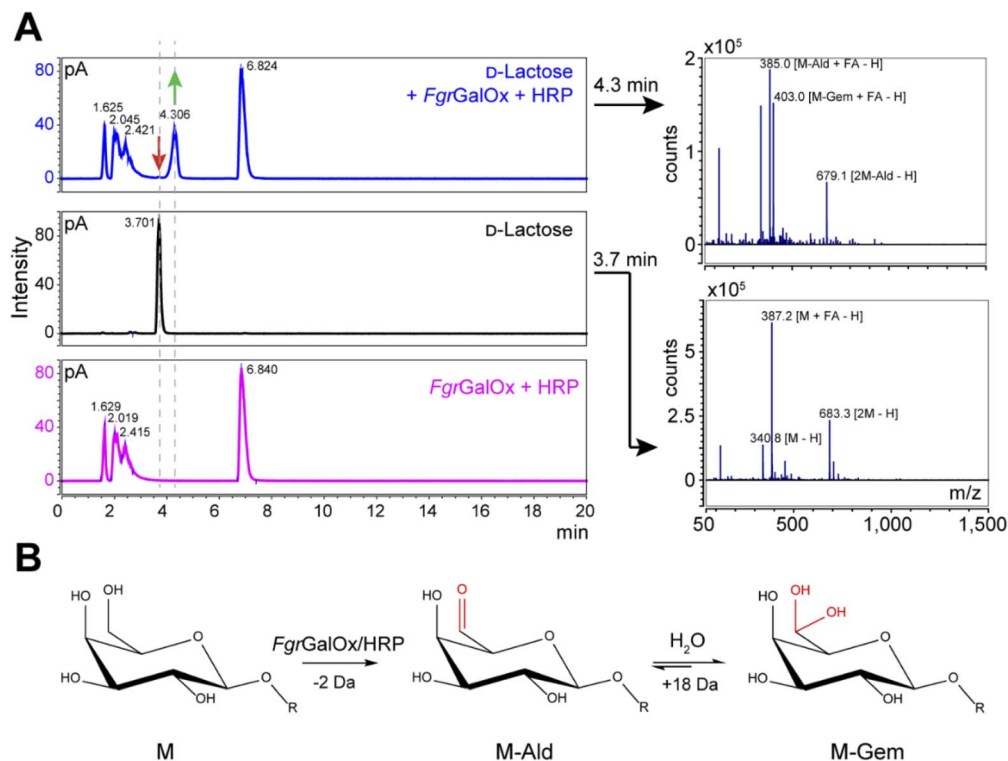 A
80
40
0
pA
1.625
2.045
2.421
4.306
6.824
D-Lactose
+ FgrGalOx + HRP
4.3 min
x10⁵
2
1
0
counts
385.0 [M-Ald + FA - H]
403.0 [M-Gem + FA - H]
679.1 [2M-Ald - H]
Intensity
80
40
0
pA
3.701
D-Lactose
3.7 min
80
40
0
pA
1.629
2.019
2.415
6.840
FgrGalOx + HRP
0 2 4 6 8 10 12 14 16 18 20
min
x10⁵
5
2.5
0
counts
387.2 [M + FA - H]
683.3 [2M - H]
340.8 [M - H]
m/z
50 500 1,000 1,500
B
HO OH
O
HO
OH
O
R
M
FgrGalOx/HRP
-2 Da
O
HO
O
HO
OH
O
R
M-Ald
H₂O
+18 Da
OH
HO
OH
O
HO
OH
O
R
M-Gem